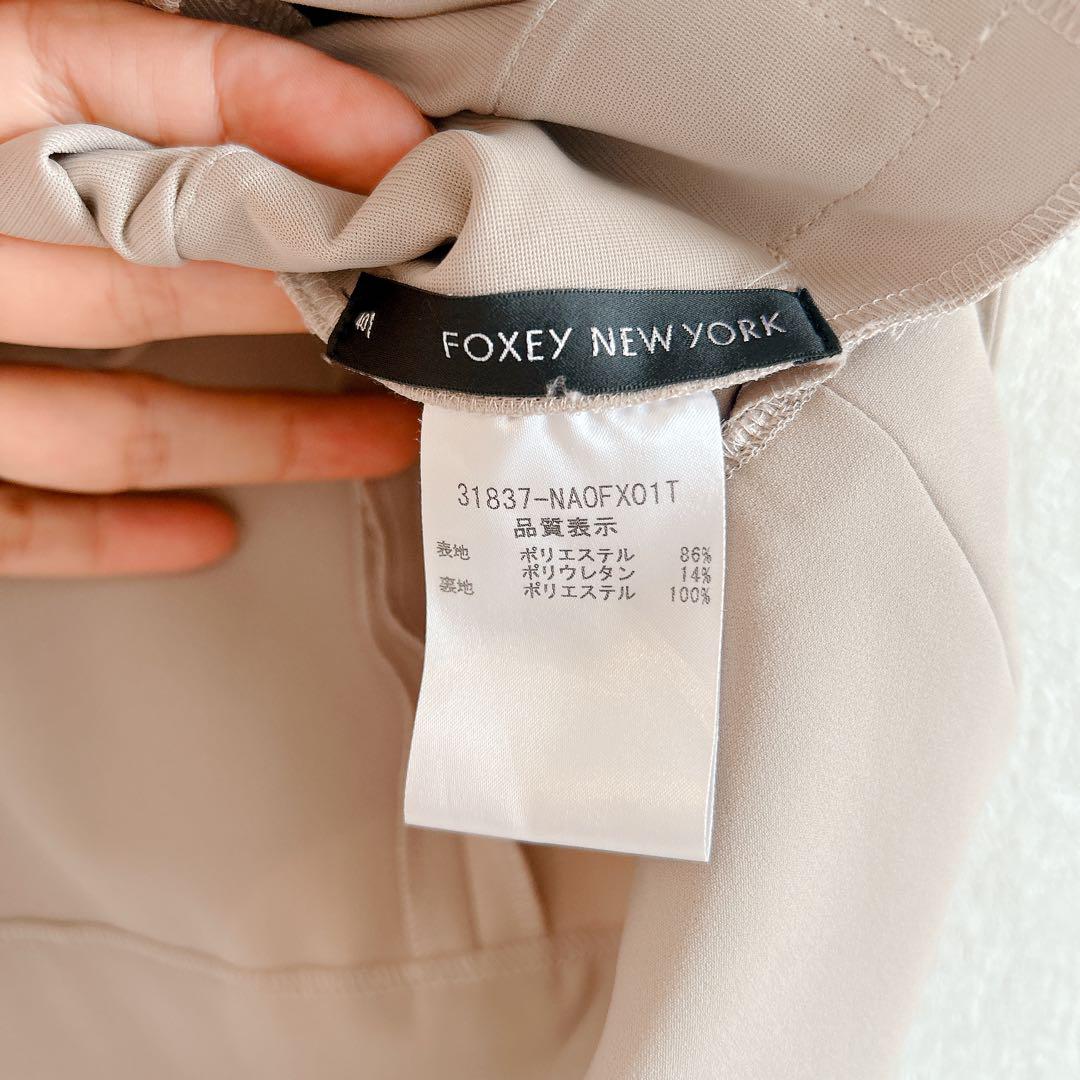 40
FOXEY NEW YORK
31837-NA0FX01T
品質表示
表地 ポリエステル 86%
ポリウレタン 14%
裏地 ポリエステル 100%